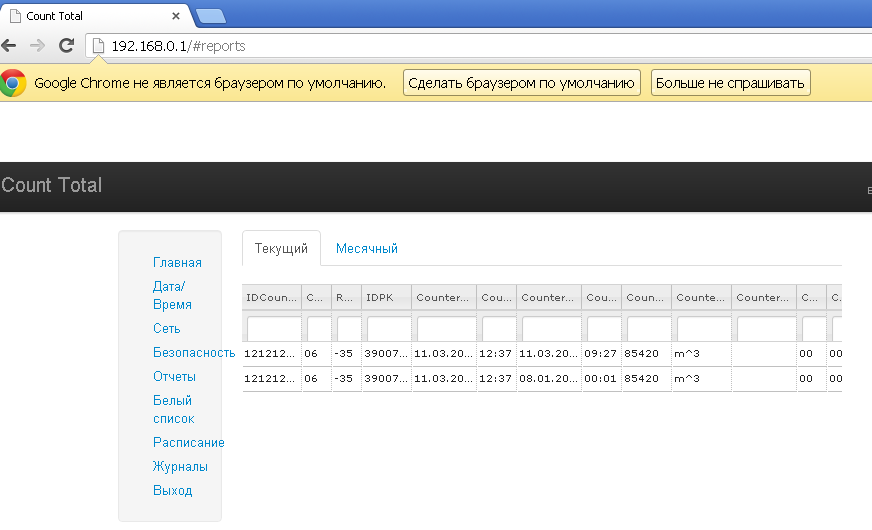 Count Total
192.168.0.1/#reports
Google Chrome не является браузером по умолчанию. Сделать браузером по умолчанию Больше не спрашивать
Count Total
Текущий Месячный
Главная
Дата/
Время
Сеть
Безопасность
Отчеты
Белый
список
Расписание
Журналы
Выход
IDCoun... C... R... IDPK Counter... Cou... Counter... Cou... Coun... Counte... Counter... C... C.
121212... 06 -35 39007... 11.03.20... 12:37 11.03.20... 09:27 85420 m^3 00 00
121212... 06 -35 39007... 11.03.20... 12:37 08.01.20... 00:01 85420 m^3 00 00